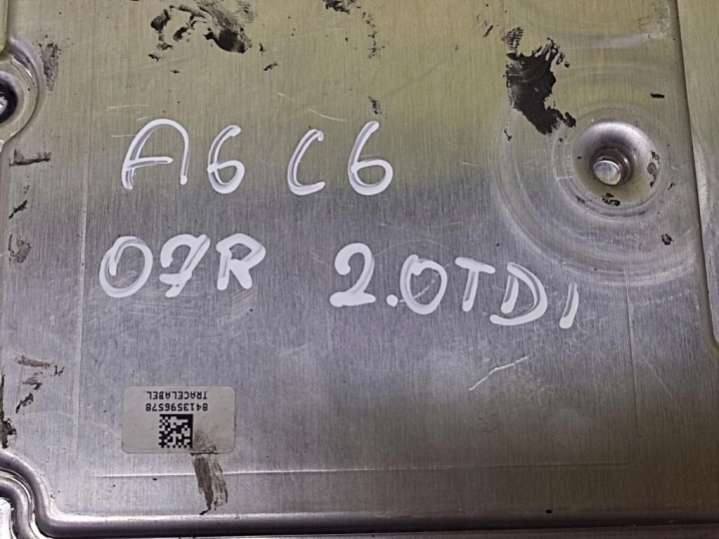 A6 C6
07R 2.0TDI
8413596578
TRACELABEL